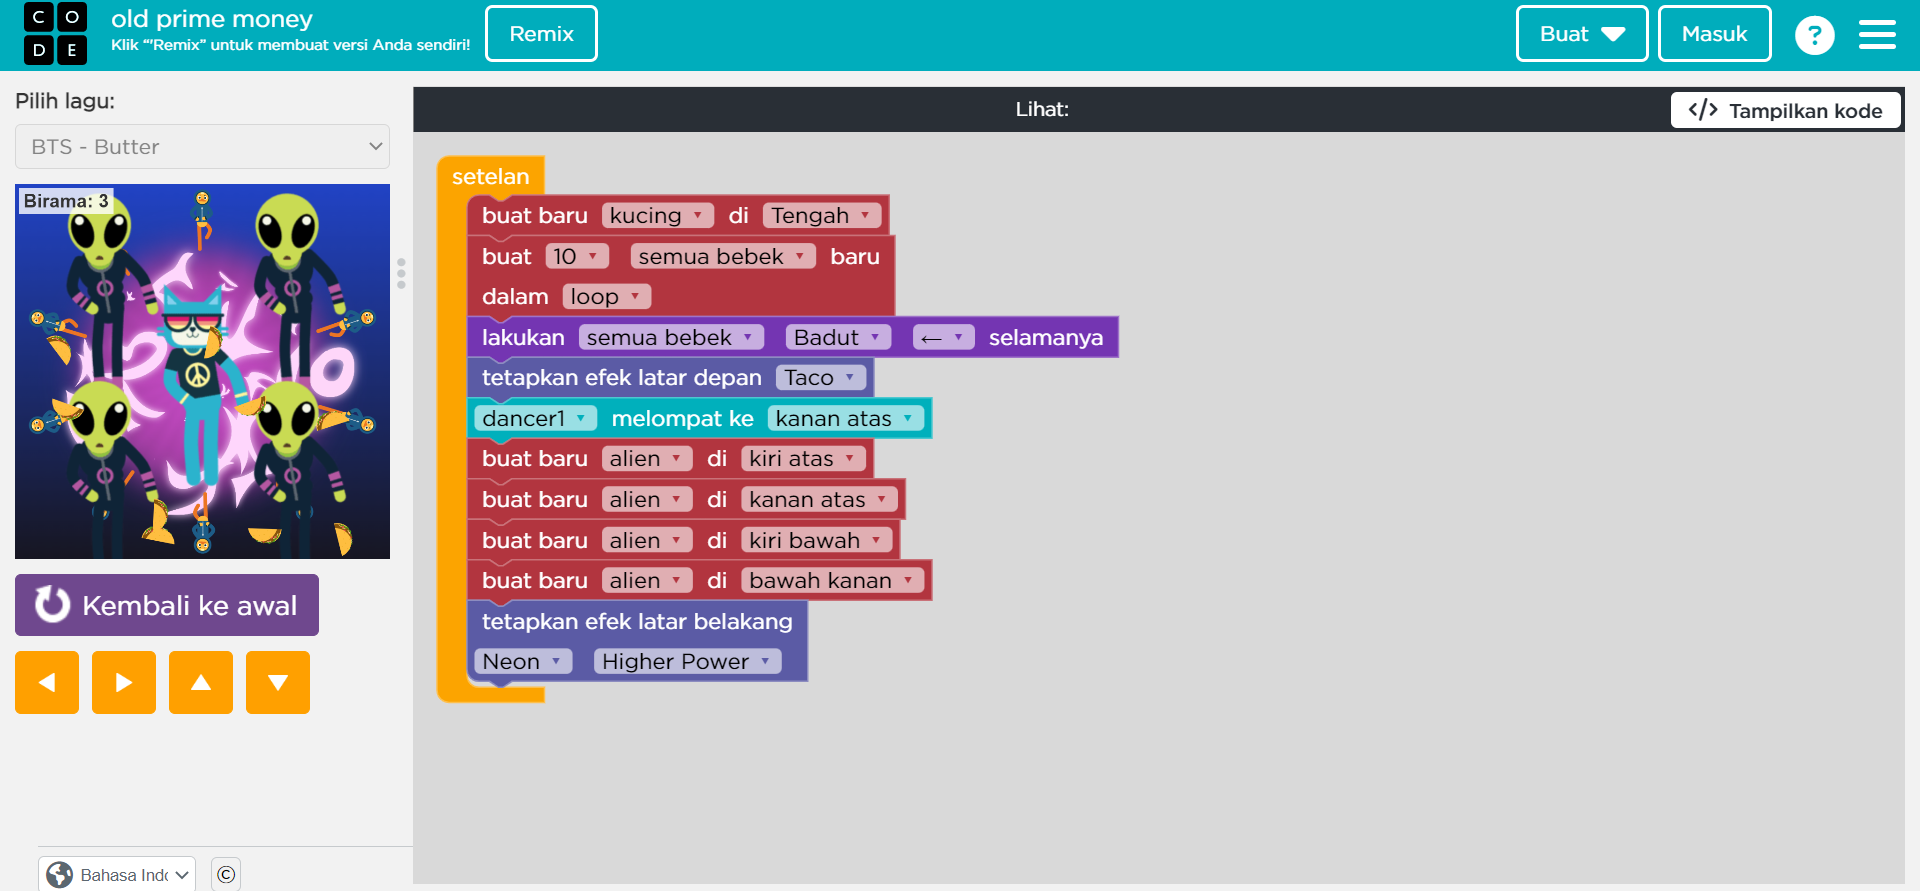 CODE
old prime money
Klik “'Remix” untuk membuat versi Anda sendiri!
Remix
Buat
Masuk
?
Pilih lagu:
BTS - Butter
Birama: 3
Kembali ke awal
Bahasa Indo
©
Lihat:
</> Tampilkan kode
setelan
buat baru kucing di Tengah
buat 10 semua bebek baru
dalam loop
lakukan semua bebek Badut ← selamanya
tetapkan efek latar depan Taco
dancer1 melompat ke kanan atas
buat baru alien di kiri atas
buat baru alien di kanan atas
buat baru alien di kiri bawah
buat baru alien di bawah kanan
tetapkan efek latar belakang
Neon Higher Power